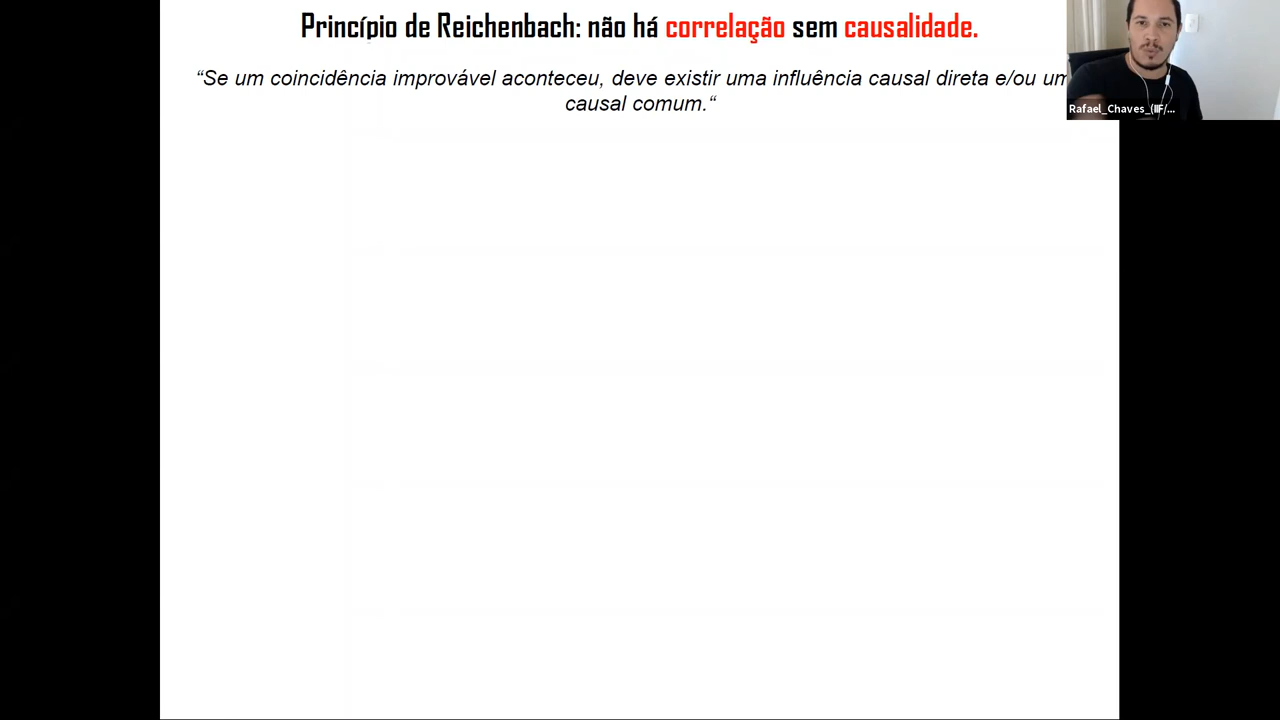 Princípio de Reichenbach: não há correlação sem causalidade.
“Se um coincidência improvável aconteceu, deve existir uma influência causal direta e/ou um
causal comum.“
Rafael_Chaves_(IIF/...